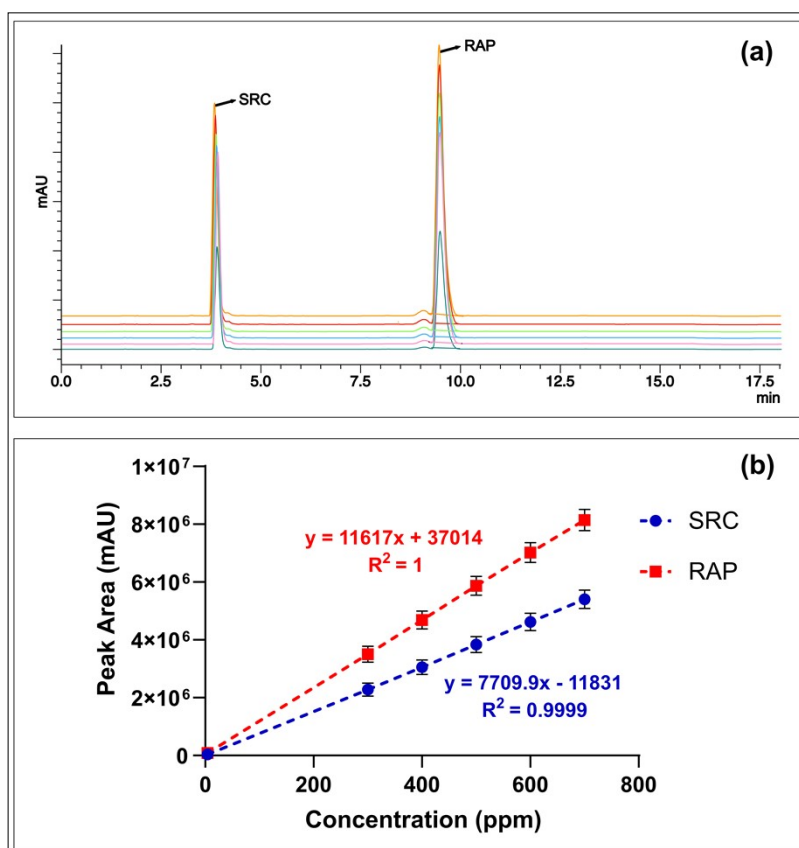 (a)
SRC
RAP
mAU
0.0 2.5 5.0 7.5 10.0 12.5 15.0
min
(b)
1×10⁷
8×10⁶
6×10⁶
4×10⁶
2×10⁶
0
Peak Area (mAU)
y = 11617x + 37014
R² = 1
y = 7709.9x - 11831
R² = 0.9999
SRC
RAP
0 200 400 600 800
Concentration (ppm)